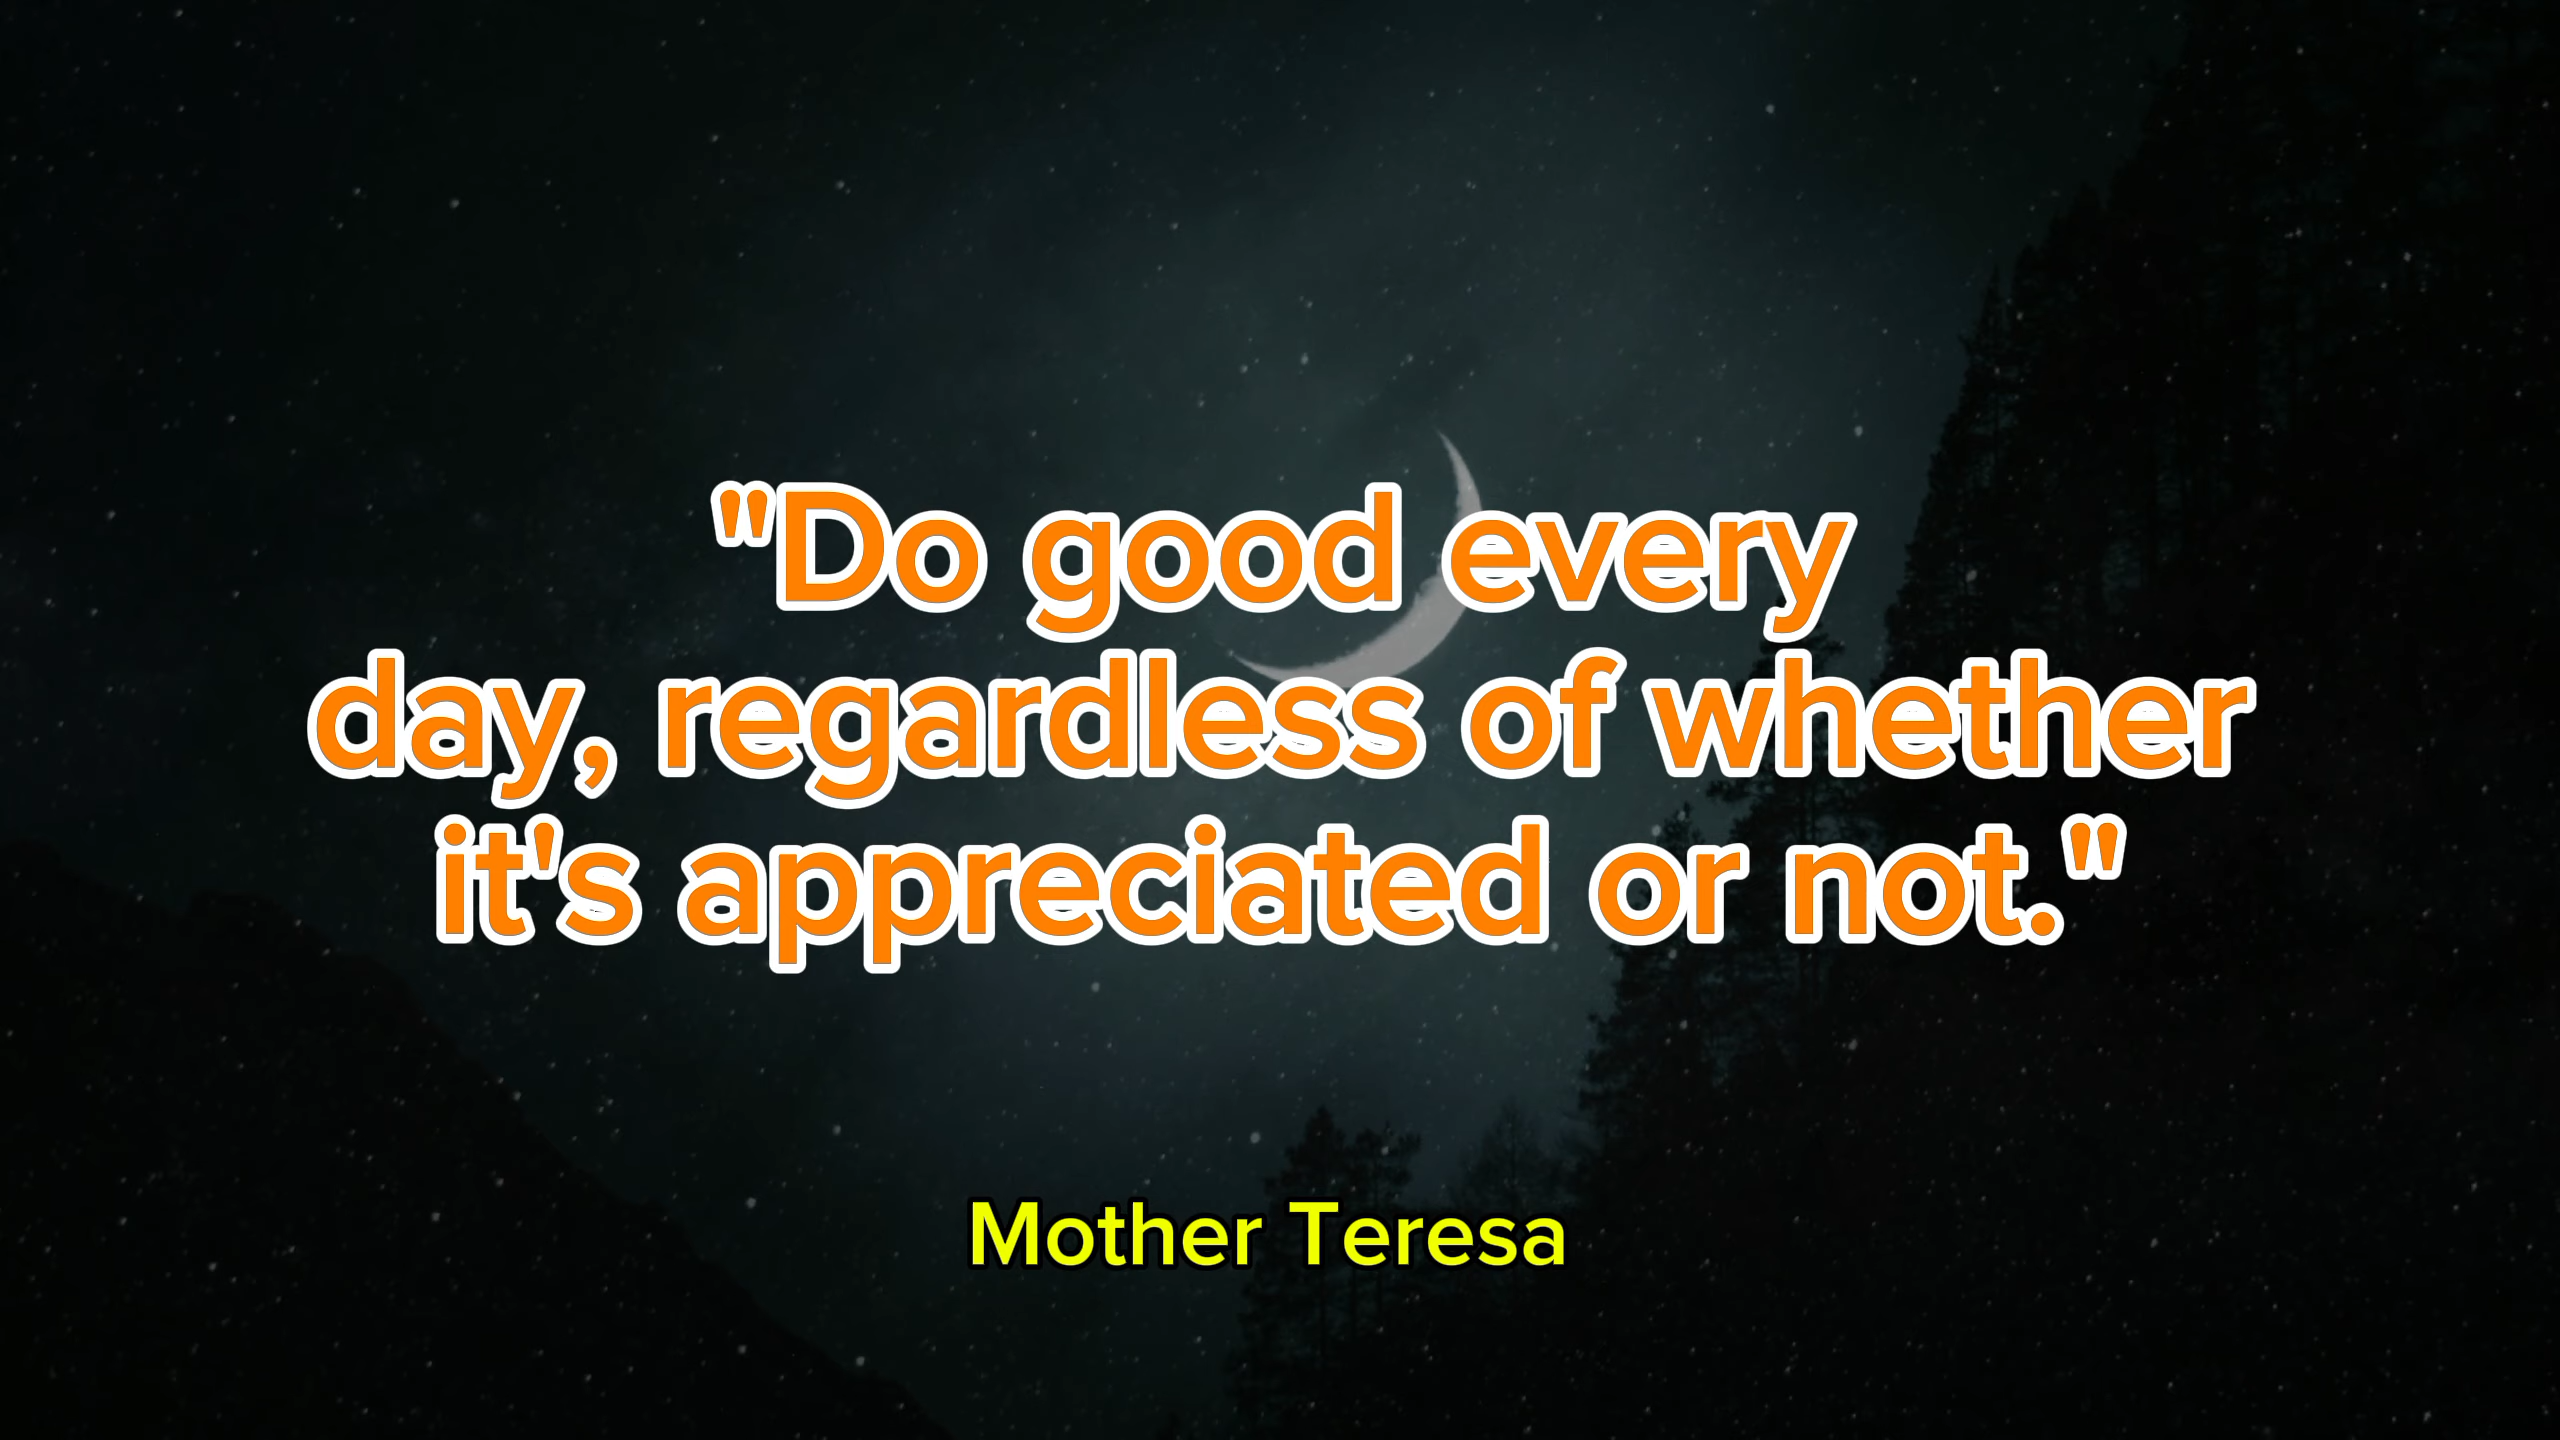 "Do good every
day, regardless of whether
it's appreciated or not."
Mother Teresa